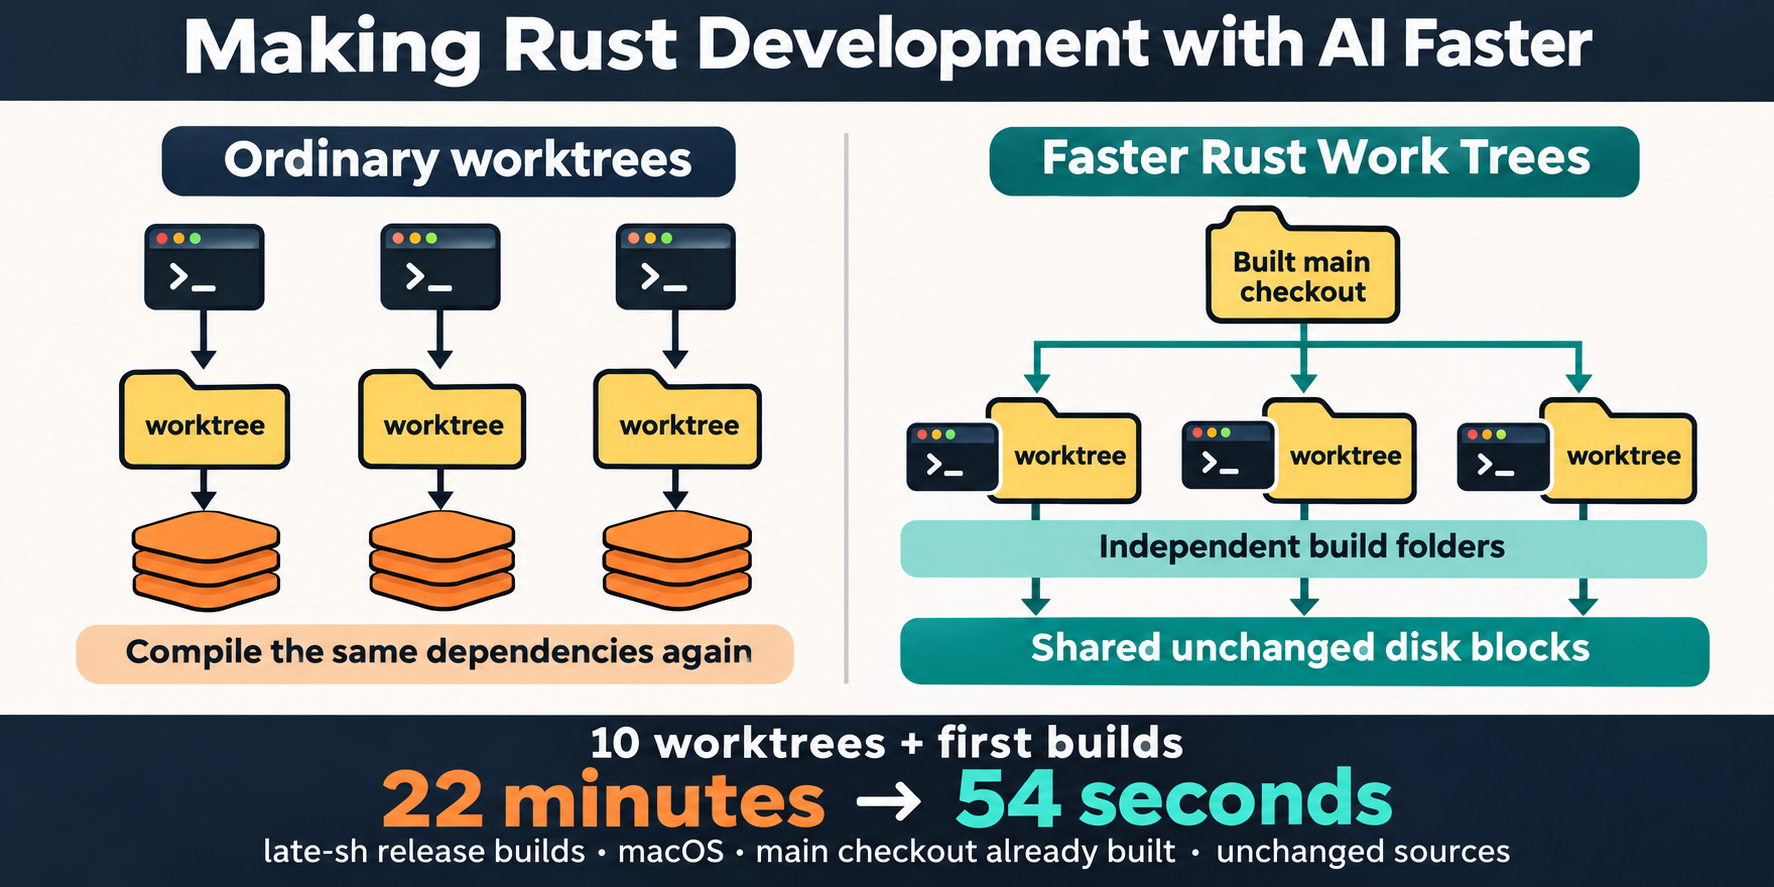 Making Rust Development with AI Faster
Ordinary worktrees
>_
>_
>_
worktree
worktree
worktree
Compile the same dependencies again
Faster Rust Work Trees
Built main
checkout
>_
worktree
>_
worktree
>_
worktree
Independent build folders
Shared unchanged disk blocks
10 worktrees + first builds
22 minutes → 54 seconds
late-sh release builds • macOS • main checkout already built • unchanged sources